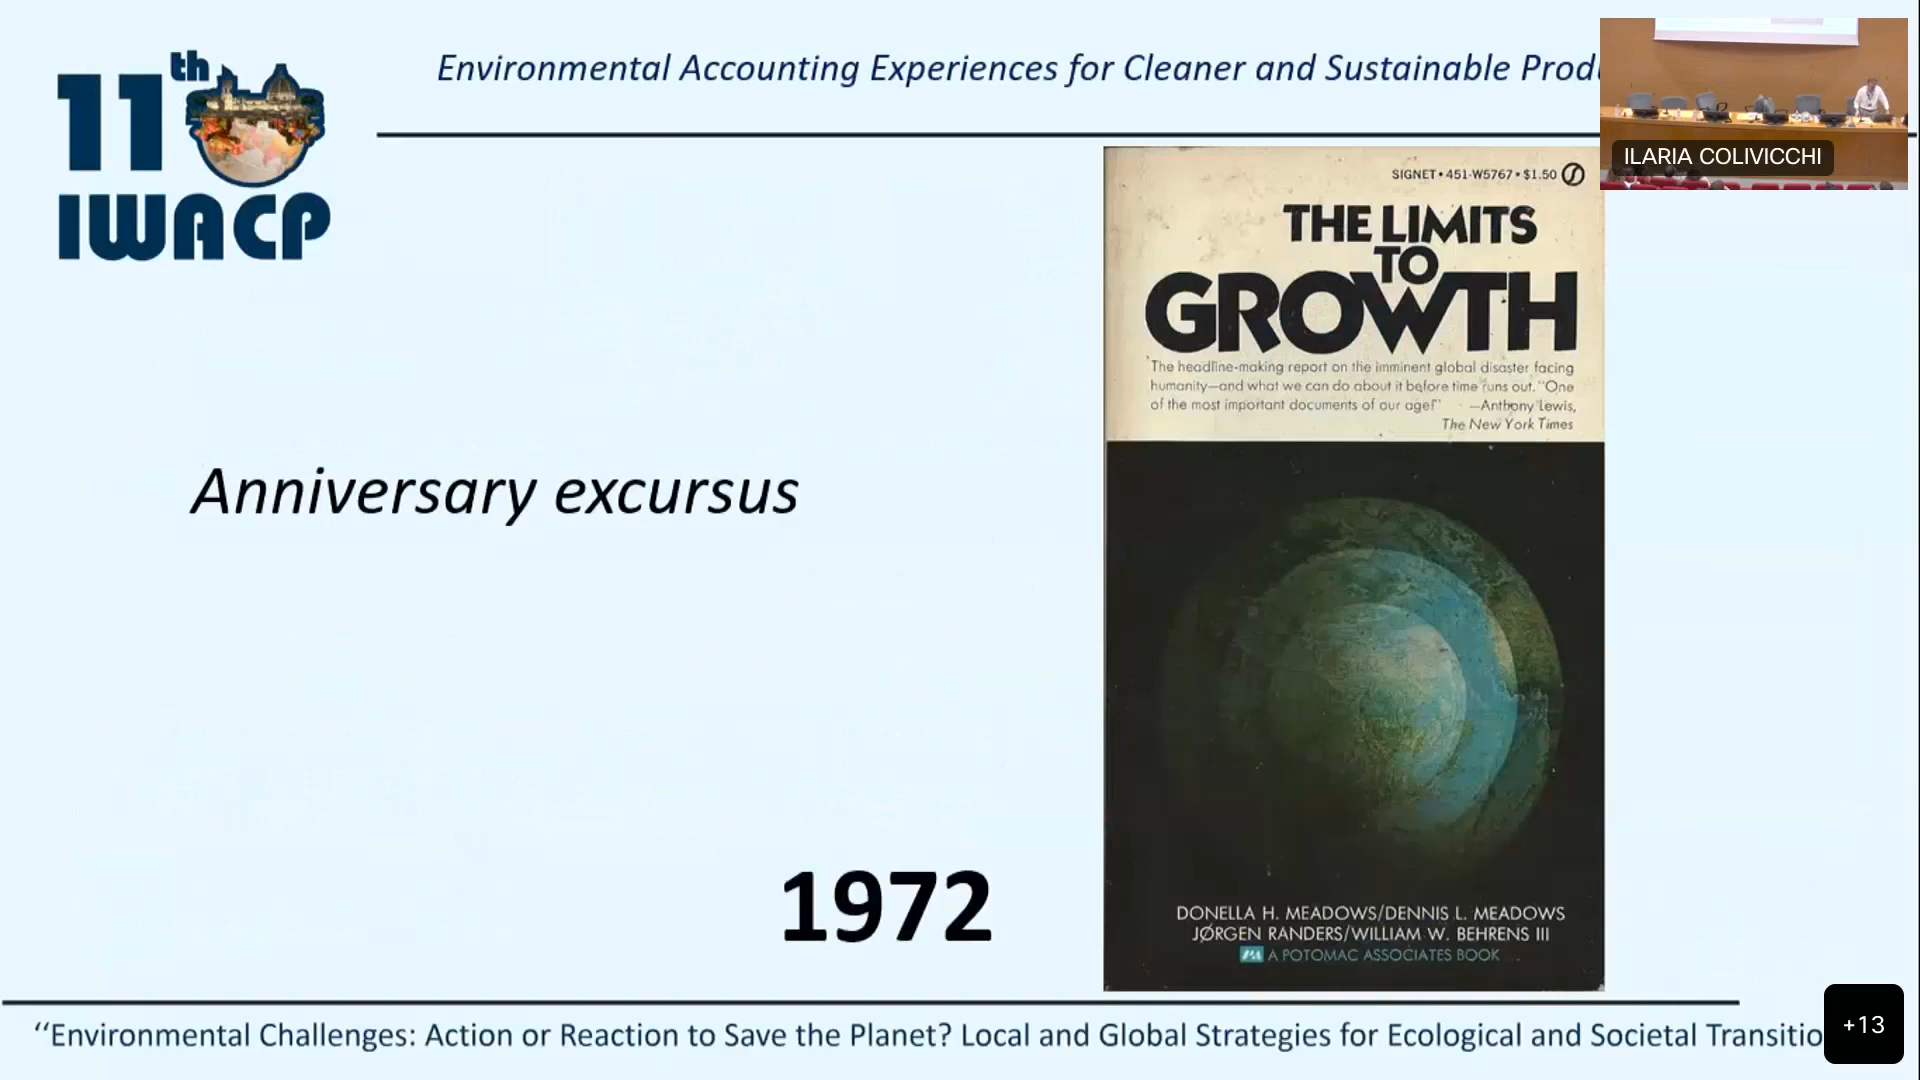 11th
IWACP
Environmental Accounting Experiences for Cleaner and Sustainable
ILARIA COLIVICCHI
SIGNET • 451-W5767 • $1.50
THE LIMITS
TO
GROWTH
The headline-making report on the imminent global disaster facing
humanity—and what we can do about it before time runs out. "One
of the most important documents of our age!" —Anthony Lewis,
The New York Times
Anniversary excursus
1972
DONELLA H. MEADOWS/DENNIS L. MEADOWS
JØRGEN RANDERS/WILLIAM W. BEHRENS III
A POTOMAC ASSOCIATES BOOK
“Environmental Challenges: Action or Reaction to Save the Planet? Local and Global Strategies for Ecological and Societal Transitio
+13